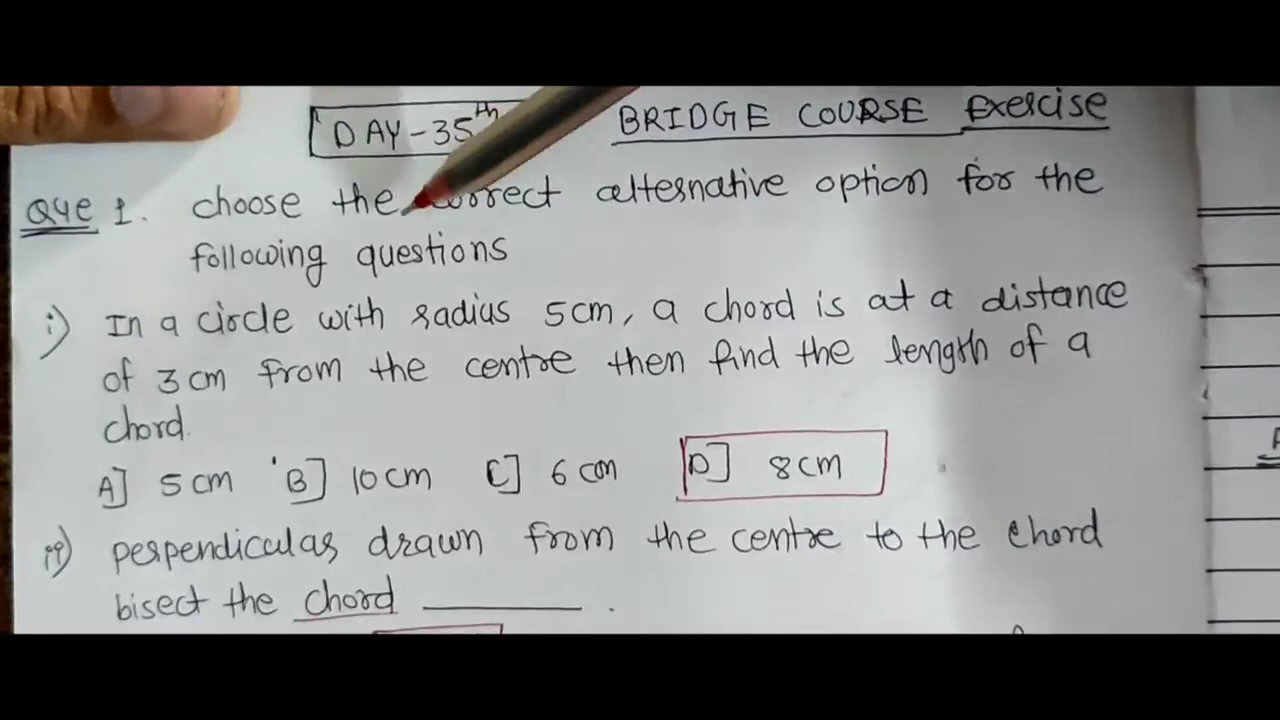 DAY-35th BRIDGE COURSE Exercise
Que 1. choose the correct alternative option for the
following questions
i) In a circle with radius 5cm, a chord is at a distance
of 3cm from the centre then find the length of a
chord.
A] 5cm B] 10cm C] 6cm D] 8cm
ii) perpendicular drawn from the centre to the chord
bisect the chord ________ .